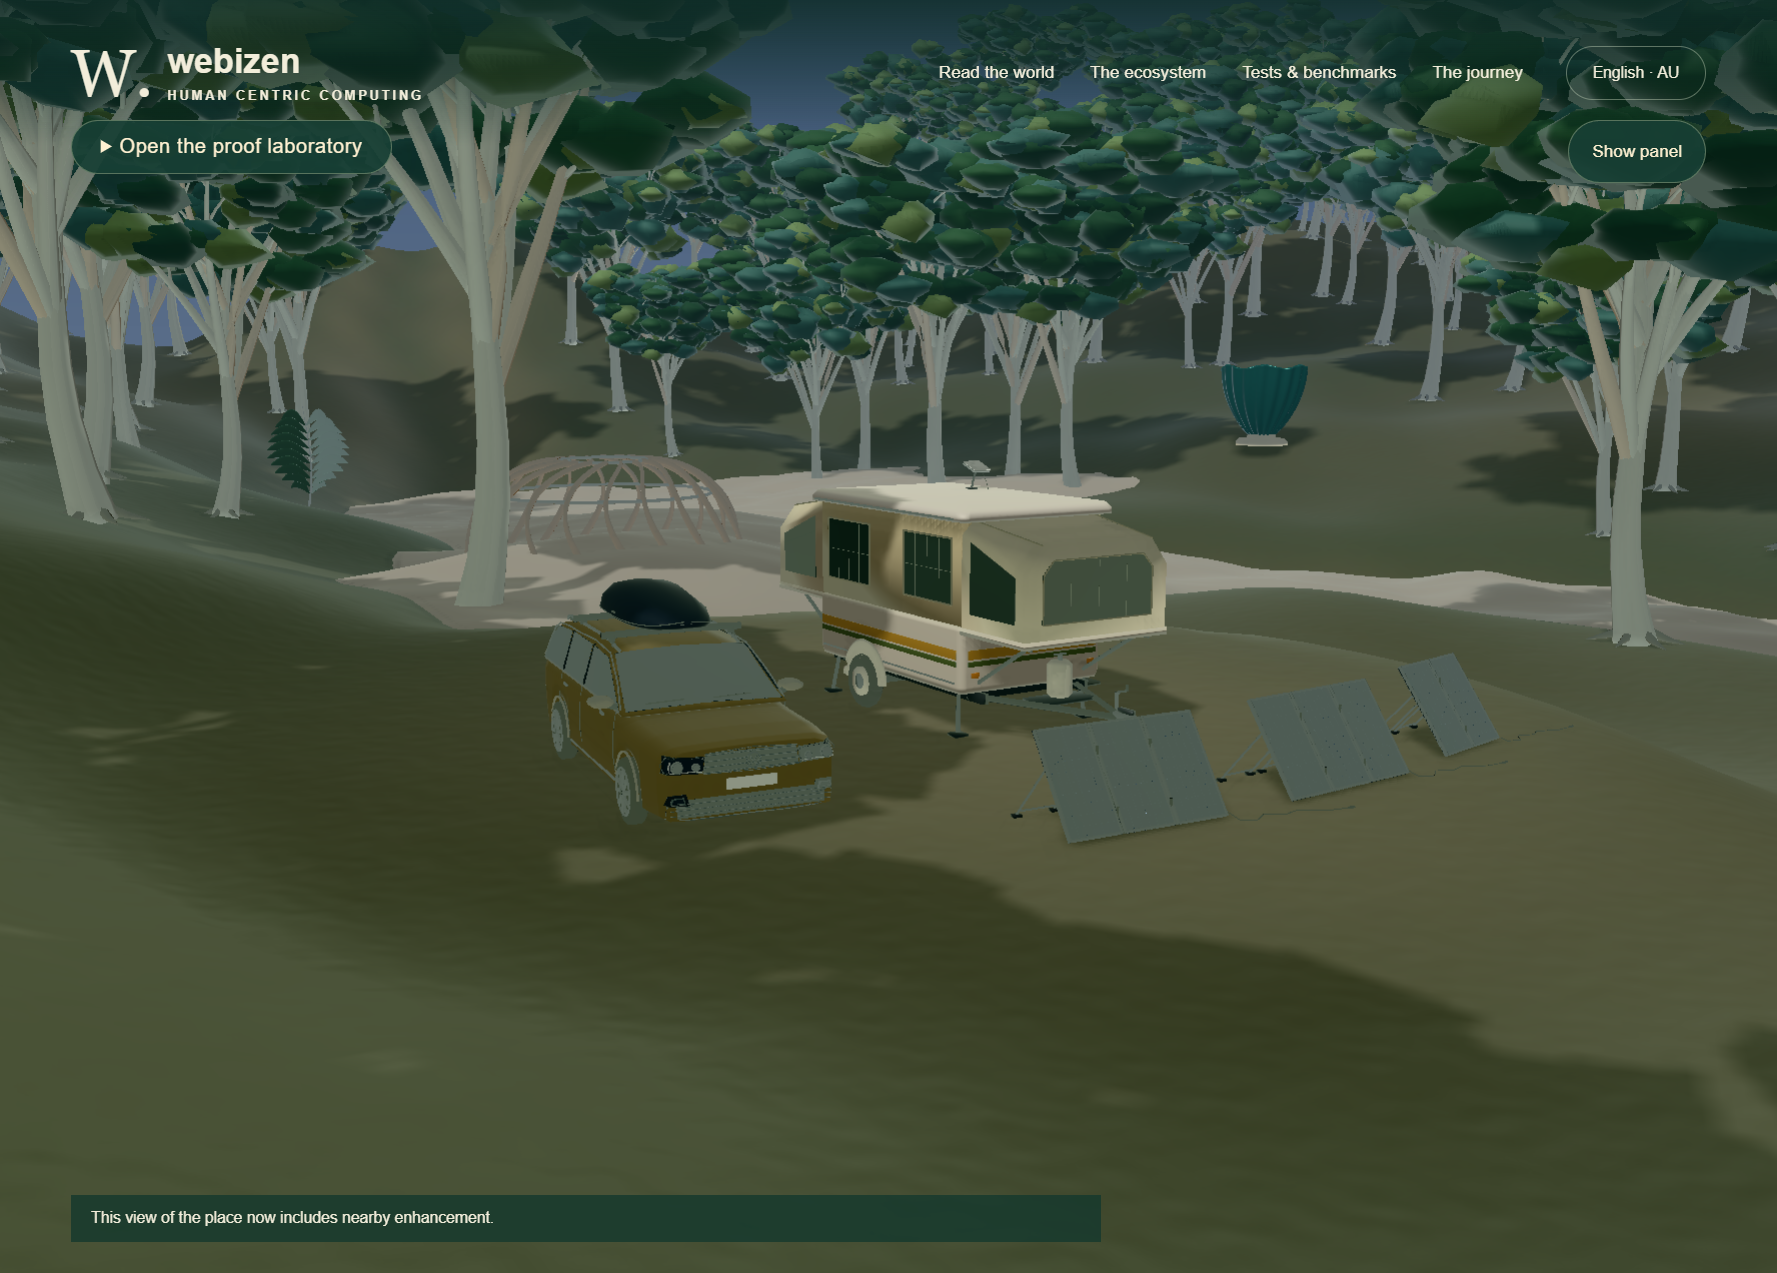 W.
webizen
HUMAN CENTRIC COMPUTING
Read the world
The ecosystem
Tests & benchmarks
The journey
English · AU
▶ Open the proof laboratory
Show panel
This view of the place now includes nearby enhancement.